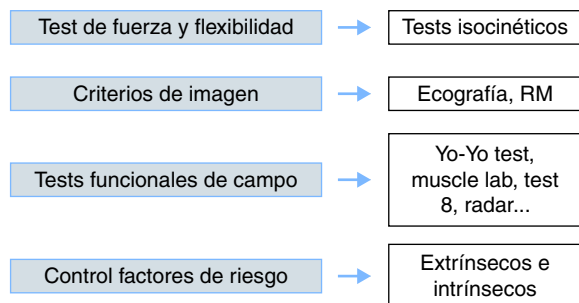 Test de fuerza y flexibilidad
Tests isocinéticos
Criterios de imagen
Ecografía, RM
Tests funcionales de campo
Yo-Yo test,
muscle lab, test
8, radar...
Control factores de riesgo
Extrínsecos e
intrínsecos